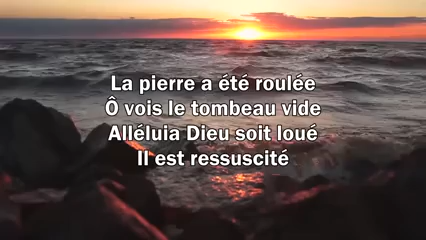 La pierre a été roulée
Ô vois le tombeau vide
Alléluia Dieu soit loué
Il est ressuscité